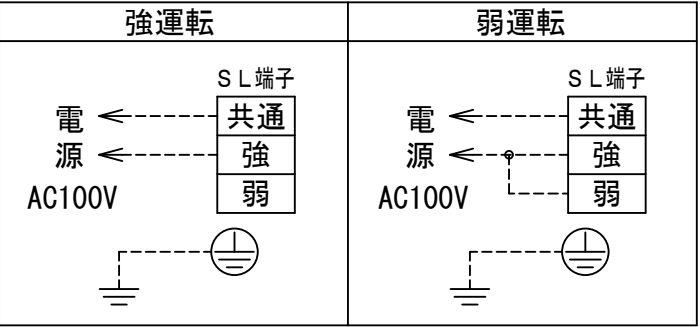 強運転
SL端子
電
源
AC100V
共通
強
弱
弱運転
SL端子
電
源
AC100V
共通
強
弱